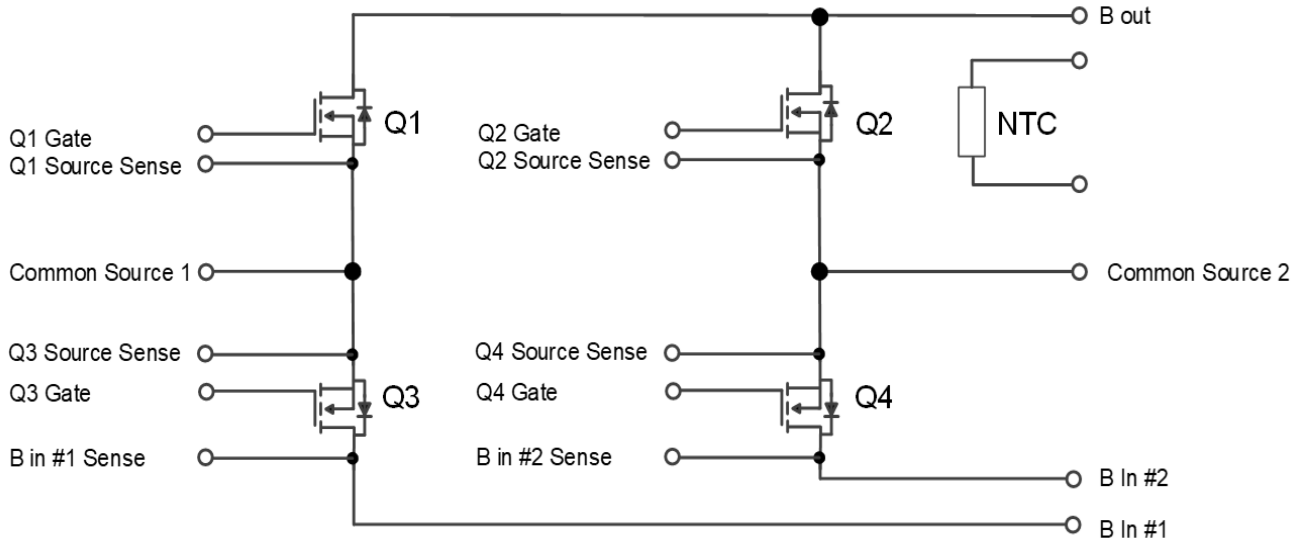 B out
Q1
Q2
NTC
Q1 Gate
Q1 Source Sense
Q2 Gate
Q2 Source Sense
Common Source 1
Common Source 2
Q3 Source Sense
Q3 Gate
Q3
B in #1 Sense
Q4 Source Sense
Q4 Gate
Q4
B in #2 Sense
B In #2
B In #1